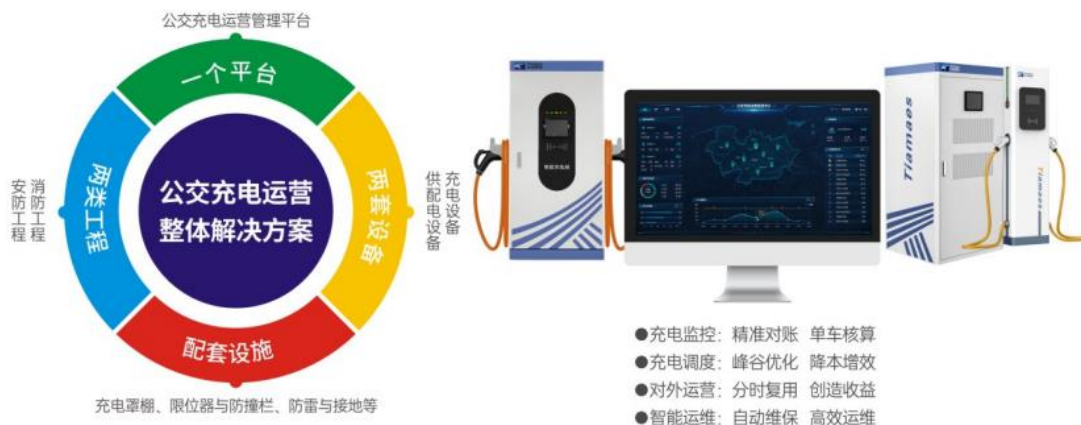 公交充电运营管理平台
一个平台
两类工程
两套设备
公交充电运营
整体解决方案
消防工程
安防工程
充电设备
供配电设备
配套设施
充电罩棚、限位器与防撞栏、防雷与接地等
Tiamaes
Tiamaes
●充电监控：精准对账 单车核算
●充电调度：峰谷优化 降本增效
●对外运营：分时复用 创造收益
●智能运维：自动维保 高效运维